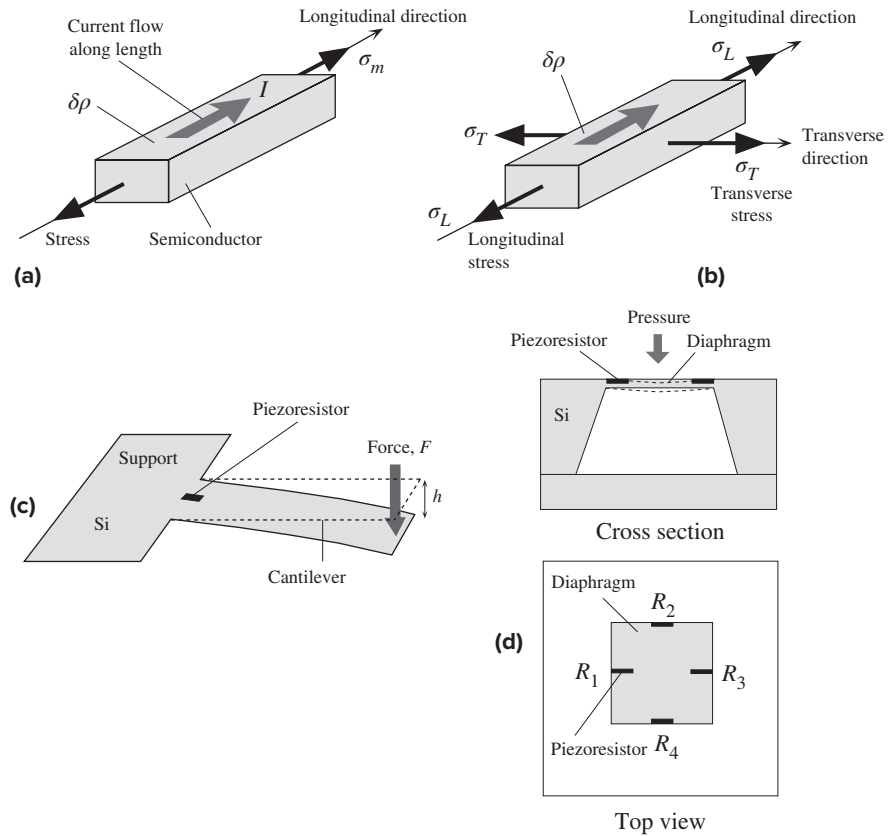 Current flow
along length
Longitudinal direction
σm
I
δρ
Stress
Semiconductor
(a)
Longitudinal direction
σL
δρ
σT
Transverse
direction
σT
Transverse
stress
σL
Longitudinal
stress
(b)
Piezoresistor
Support
Force, F
h
Si
Cantilever
(c)
Pressure
Piezoresistor
Diaphragm
Si
Cross section
Diaphragm
R2
(d)
R1
R3
Piezoresistor
R4
Top view